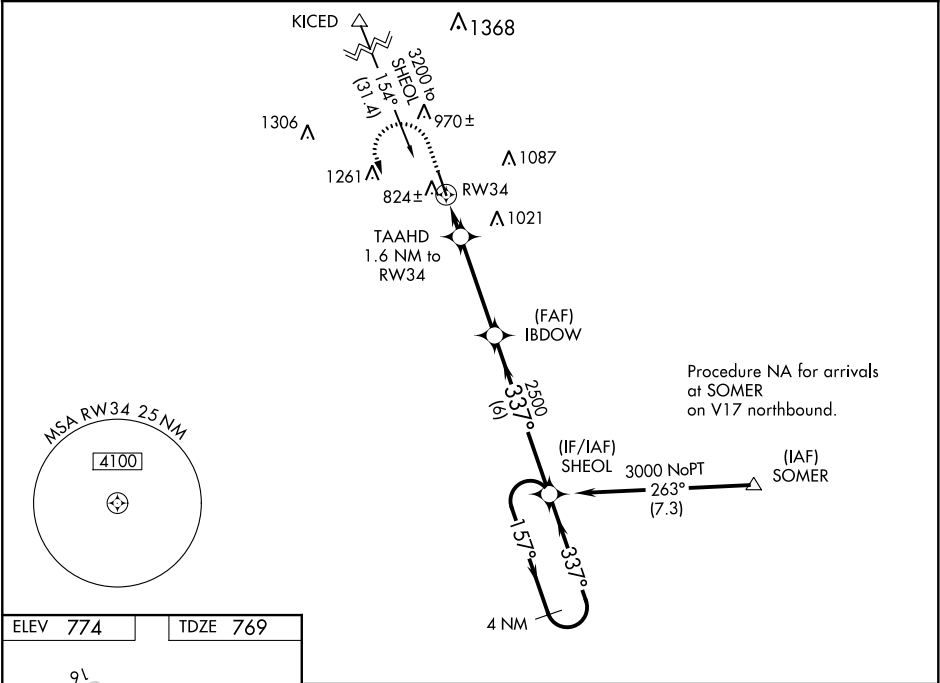 KICED
1368
3200 to
SHEOL
154°
(31.4)
970±
1306
1087
1261
824±
RW34
1021
TAAHD
1.6 NM to
RW34
(FAF)
IBDOW
Procedure NA for arrivals
at SOMER
on V17 northbound.
2500
337°
(6)
MSA RW34 25 NM
4100
(IF/IAF)
SHEOL
3000 NoPT
263°
(7.3)
(IAF)
SOMER
157°
337°
4 NM
ELEV 774
TDZE 769
16